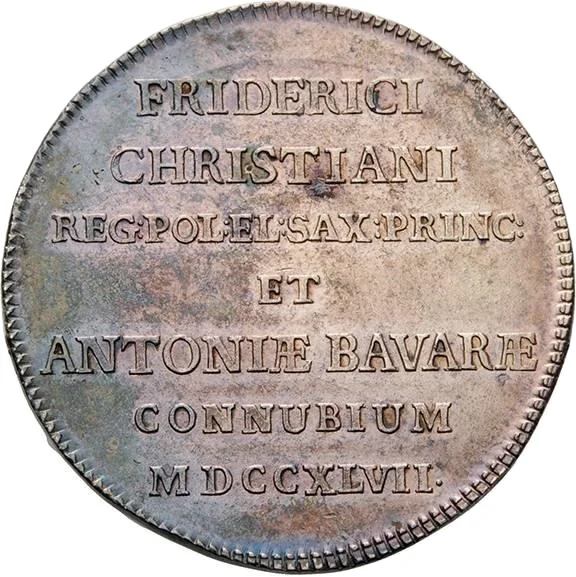 FRIDERICI
CHRISTIANI
REG:POL:EL:SAX:PRINC:
ET
ANTONIÆ BAVARÆ
CONNUBIUM
MDCCXLVII·